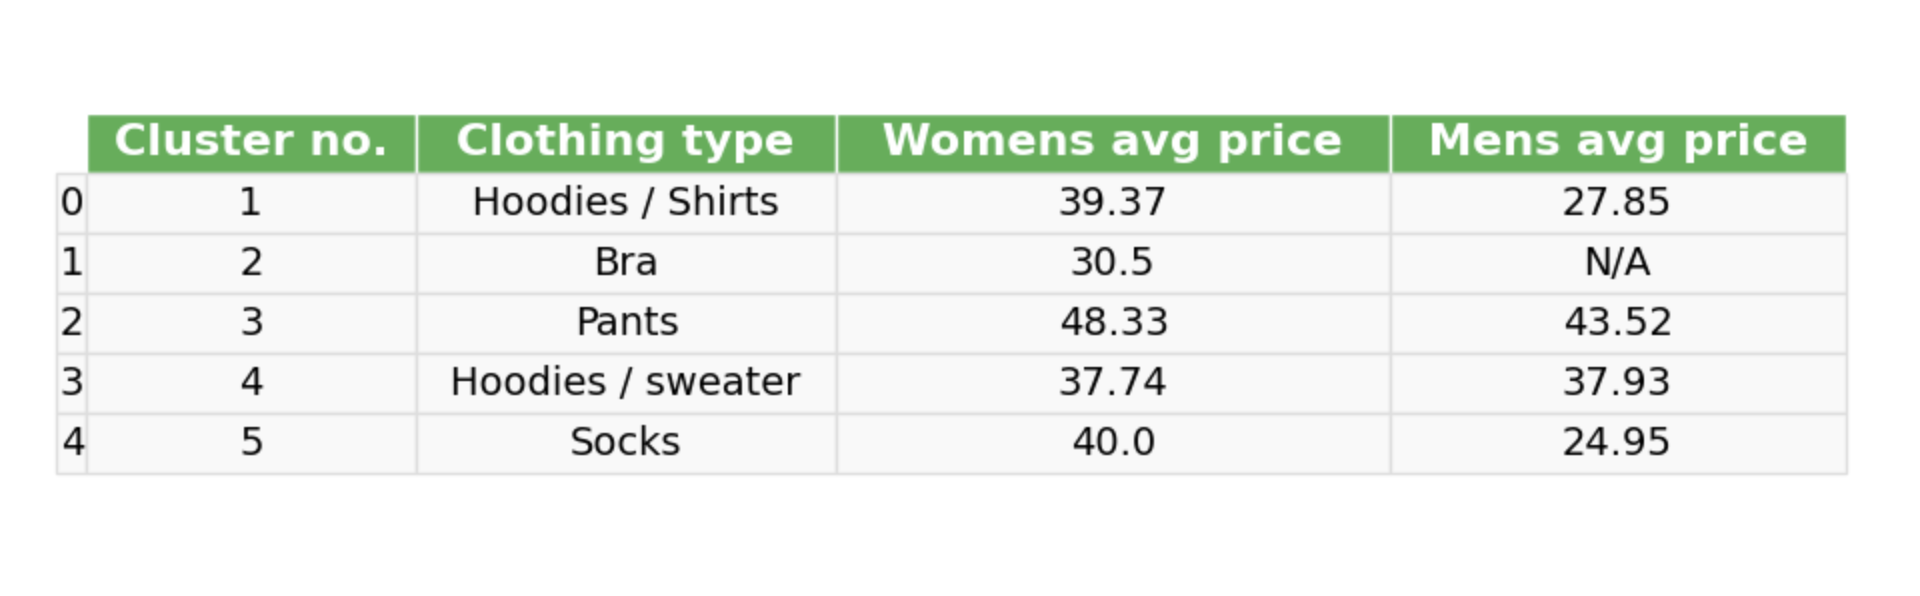 Cluster no. Clothing type Womens avg price Mens avg price
0 1 Hoodies / Shirts 39.37 27.85
1 2 Bra 30.5 N/A
2 3 Pants 48.33 43.52
3 4 Hoodies / sweater 37.74 37.93
4 5 Socks 40.0 24.95